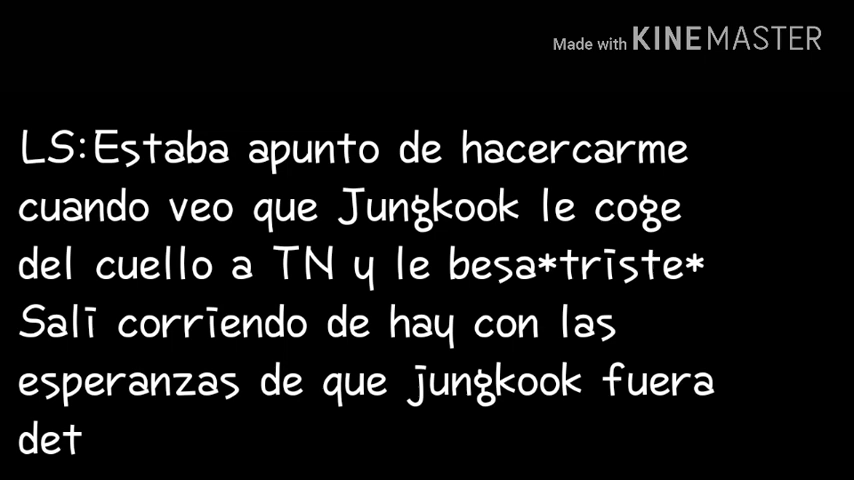 Made with KINEMASTER
LS:Estaba apunto de hacercarme
cuando veo que Jungkook le coge
del cuello a TN y le besa*triste*
Sali corriendo de hay con las
esperanzas de que jungkook fuera
det